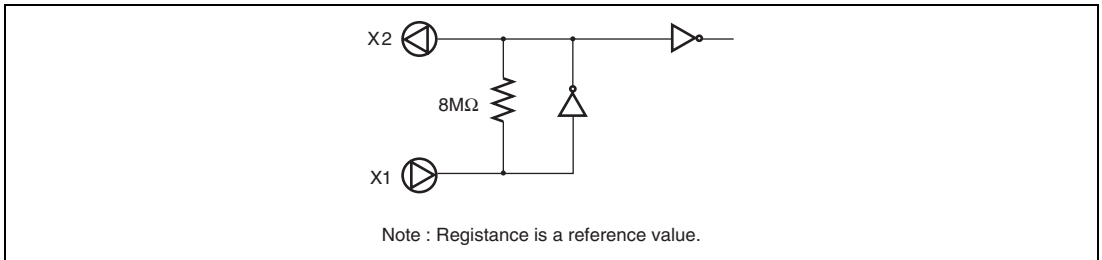 X2
8MΩ
X1
Note : Registance is a reference value.